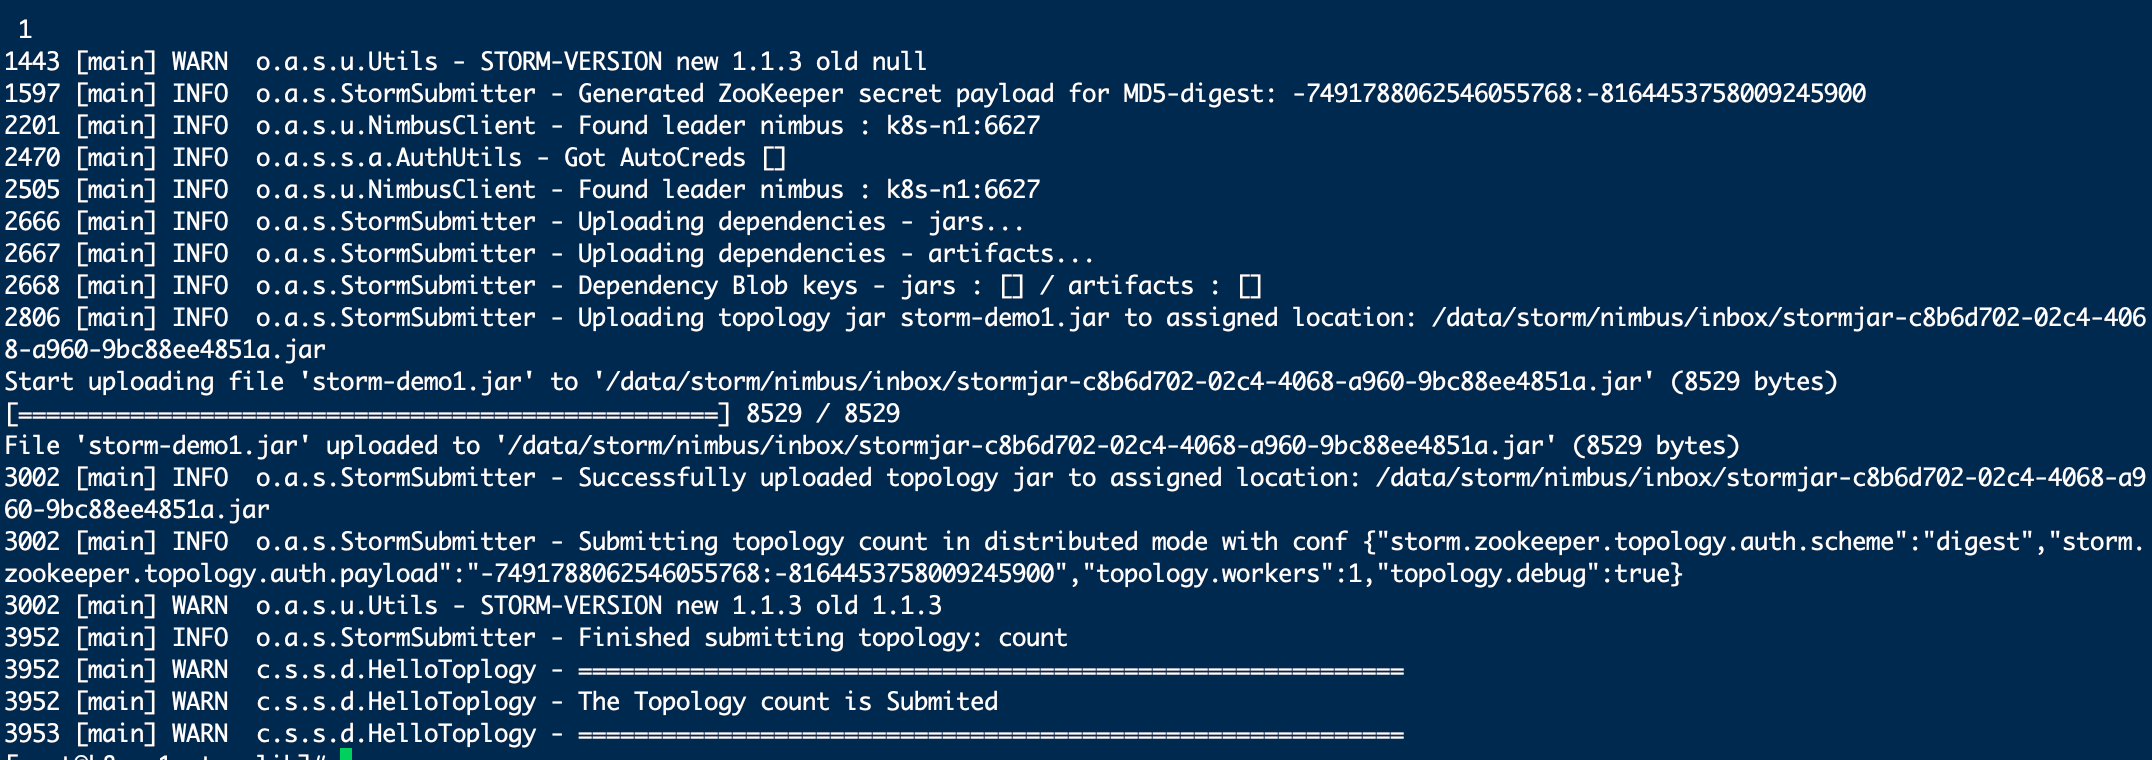 1
1443 [main] WARN  o.a.s.u.Utils - STORM-VERSION new 1.1.3 old null
1597 [main] INFO  o.a.s.StormSubmitter - Generated ZooKeeper secret payload for MD5-digest: -7491788062546055768:-8164453758009245900
2201 [main] INFO  o.a.s.u.NimbusClient - Found leader nimbus : k8s-n1:6627
2470 [main] INFO  o.a.s.s.a.AuthUtils - Got AutoCreds []
2505 [main] INFO  o.a.s.u.NimbusClient - Found leader nimbus : k8s-n1:6627
2666 [main] INFO  o.a.s.StormSubmitter - Uploading dependencies - jars...
2667 [main] INFO  o.a.s.StormSubmitter - Uploading dependencies - artifacts...
2668 [main] INFO  o.a.s.StormSubmitter - Dependency Blob keys - jars : [] / artifacts : []
2806 [main] INFO  o.a.s.StormSubmitter - Uploading topology jar storm-demo1.jar to assigned location: /data/storm/nimbus/inbox/stormjar-c8b6d702-02c4-406
8-a960-9bc88ee4851a.jar
Start uploading file 'storm-demo1.jar' to '/data/storm/nimbus/inbox/stormjar-c8b6d702-02c4-4068-a960-9bc88ee4851a.jar' (8529 bytes)
[==================================================] 8529 / 8529
File 'storm-demo1.jar' uploaded to '/data/storm/nimbus/inbox/stormjar-c8b6d702-02c4-4068-a960-9bc88ee4851a.jar' (8529 bytes)
3002 [main] INFO  o.a.s.StormSubmitter - Successfully uploaded topology jar to assigned location: /data/storm/nimbus/inbox/stormjar-c8b6d702-02c4-4068-a9
60-9bc88ee4851a.jar
3002 [main] INFO  o.a.s.StormSubmitter - Submitting topology count in distributed mode with conf {"storm.zookeeper.topology.auth.scheme":"digest","storm.
zookeeper.topology.auth.payload":"-7491788062546055768:-8164453758009245900","topology.workers":1,"topology.debug":true}
3002 [main] WARN  o.a.s.u.Utils - STORM-VERSION new 1.1.3 old 1.1.3
3952 [main] INFO  o.a.s.StormSubmitter - Finished submitting topology: count
3952 [main] WARN  c.s.s.d.HelloToplogy - ===========================================================
3952 [main] WARN  c.s.s.d.HelloToplogy - The Topology count is Submited
3953 [main] WARN  c.s.s.d.HelloToplogy - ===========================================================